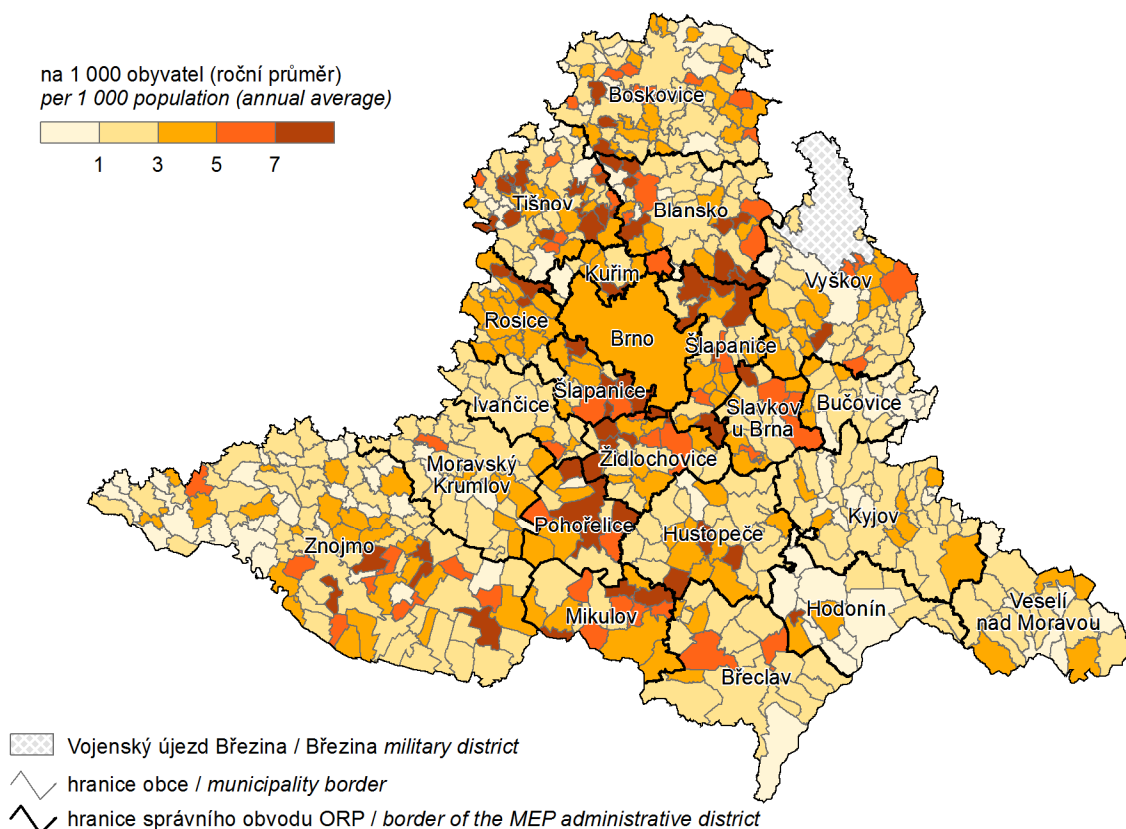 na 1 000 obyvatel (roční průměr)
per 1 000 population (annual average)
1 3 5 7
Boskovice
Tišnov
Blansko
Kuřim
Vyškov
Rosice
Brno
Šlapanice
Šlapanice
Ivančice
Slavkov
u Brna
Bučovice
Moravský
Krumlov
Židlochovice
Pohořelice
Hustopeče
Kyjov
Znojmo
Mikulov
Hodonín
Veselí
nad Moravou
Břeclav
Vojenský újezd Březina / Březina military district
hranice obce / municipality border
hranice správního obvodu ORP / border of the MEP administrative district